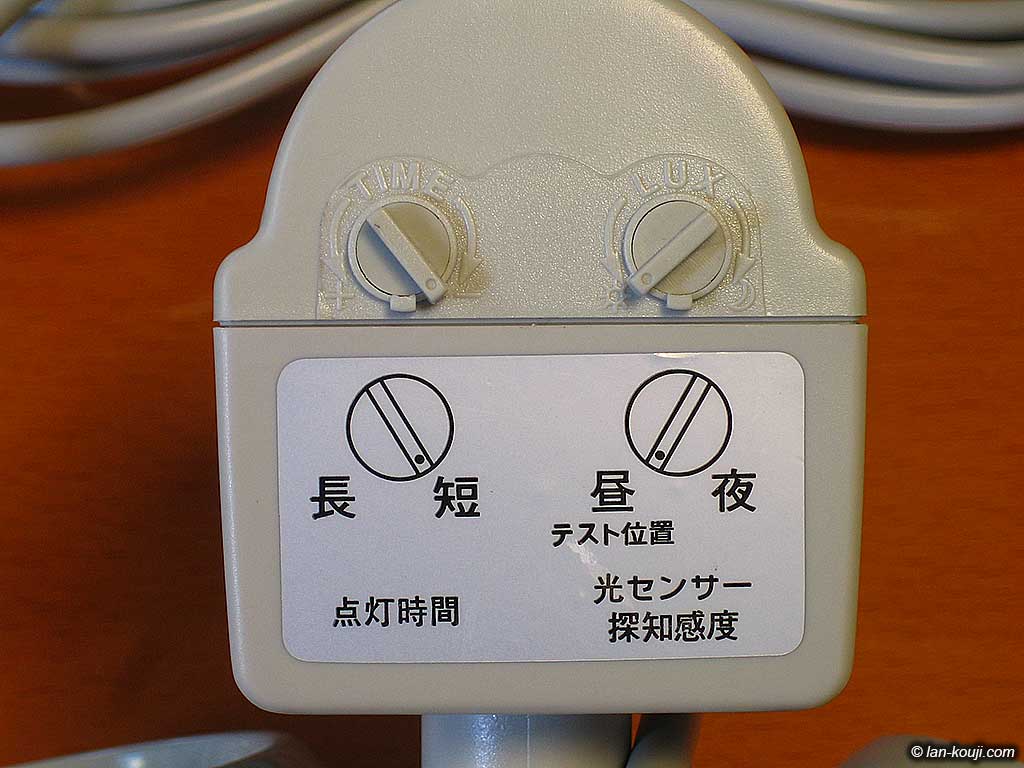 TIME LUX
+ -
長 短 昼 夜
テスト位置
点灯時間
光センサー
探知感度
© lan-kouji.com